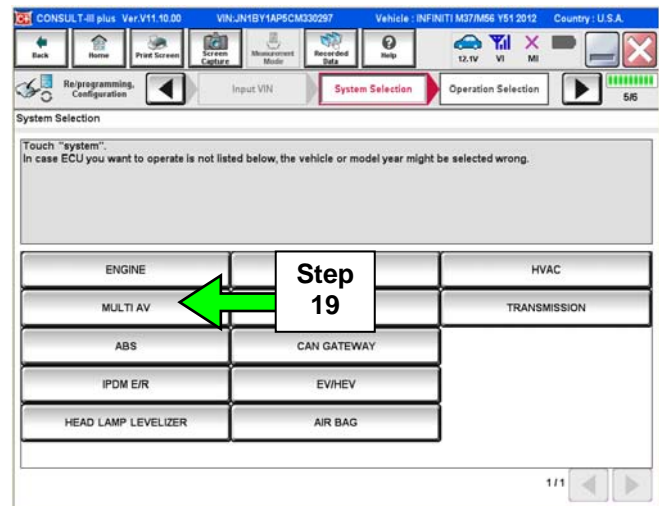 CONSULT-III plus Ver.V11.10.00 VIN:JN1BY1AP5CM330297 Vehicle : INFINITI M37/M56 Y51 2012 Country : U.S.A.
Back Home Print Screen Screen Capture Measurement Mode Recorded Data Help 12.1V VI MI
Re/programming, Configuration Input VIN System Selection Operation Selection 5/6
System Selection
Touch "system".
In case ECU you want to operate is not listed below, the vehicle or model year might be selected wrong.
ENGINE HVAC
Step
19
MULTI AV TRANSMISSION
ABS CAN GATEWAY
IPDM E/R EV/HEV
HEAD LAMP LEVELIZER AIR BAG
1/1